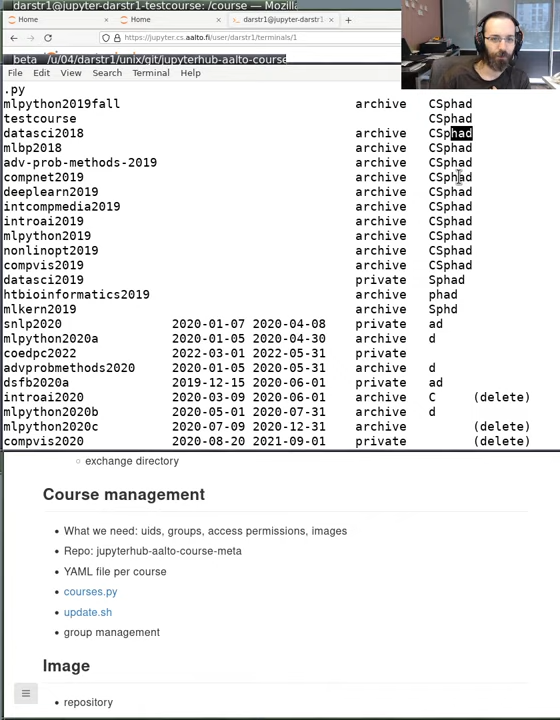 darstr1@jupyter-darstr1-testcourse: /course — Mozilla
Home Home darstr1@jupyter-darstr1-testc
https://jupyter.cs.aalto.fi/user/darstr1/terminals/1
beta /u/04/darstr1/unix/git/jupyterhub-aalto-course
File Edit View Search Terminal Help
.py
mlpython2019fall archive CSphad
testcourse CSphad
datasci2018 archive CSphad
mlbp2018 archive CSphad
adv-prob-methods-2019 archive CSphad
compnet2019 archive CSphad
deeplearn2019 archive CSphad
intcompmedia2019 archive CSphad
introai2019 archive CSphad
mlpython2019 archive CSphad
nonlinopt2019 archive CSphad
compvis2019 archive CSphad
datasci2019 private Sphad
htbioinformatics2019 archive phad
mlkern2019 archive Sphd
snlp2020 2020-01-07 2020-04-08 private ad
mlpython2020a 2020-01-05 2020-04-30 archive d
coedpc2022 2022-03-01 2022-05-31 private
advprobmethods2020 2020-01-05 2020-05-31 archive d
dsfb2020a 2019-12-15 2020-06-01 private ad
introai2020 2020-03-09 2020-06-01 archive C (delete)
mlpython2020b 2020-05-01 2020-07-31 archive d
mlpython2020c 2020-07-09 2020-12-31 archive (delete)
compvis2020 2020-08-20 2021-09-01 private (delete)
exchange directory
Course management
What we need: uids, groups, access permissions, images
Repo: jupyterhub-aalto-course-meta
YAML file per course
courses.py
update.sh
group management
Image
repository